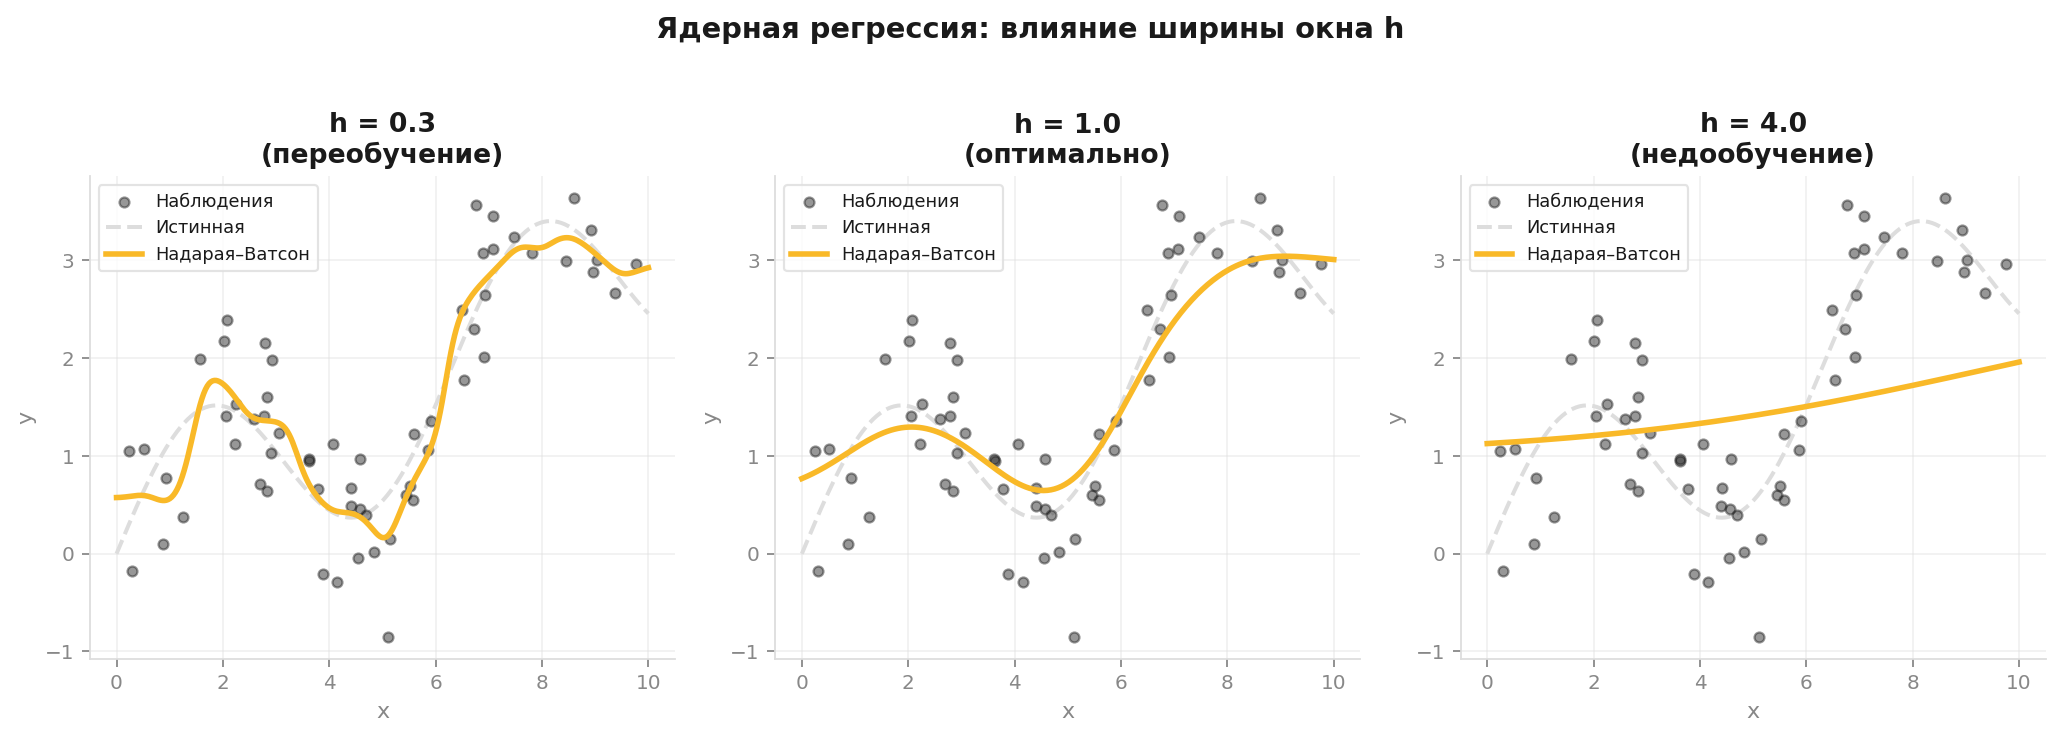 Ядерная регрессия: влияние ширины окна h
h = 0.3
(переобучение)
Наблюдения
Истинная
Надарая–Ватсон
3
2
1
0
−1
y
0 2 4 6 8 10
x
h = 1.0
(оптимально)
Наблюдения
Истинная
Надарая–Ватсон
3
2
1
0
−1
y
0 2 4 6 8 10
x
h = 4.0
(недообучение)
Наблюдения
Истинная
Надарая–Ватсон
3
2
1
0
−1
y
0 2 4 6 8 10
x